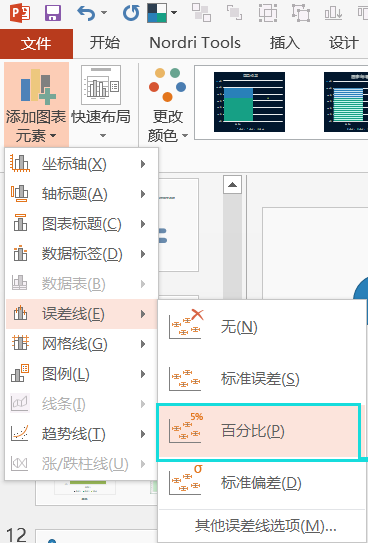 文件
开始
Nordri Tools
插入
设计
添加图表
元素
快速布局
更改
颜色
坐标轴(X)
轴标题(A)
图表标题(C)
数据标签(D)
数据表(B)
误差线(E)
网格线(G)
图例(L)
线条(I)
趋势线(T)
涨/跌柱线(U)
无(N)
标准误差(S)
5%
百分比(P)
σ
标准偏差(D)
其他误差线选项(M)...
12